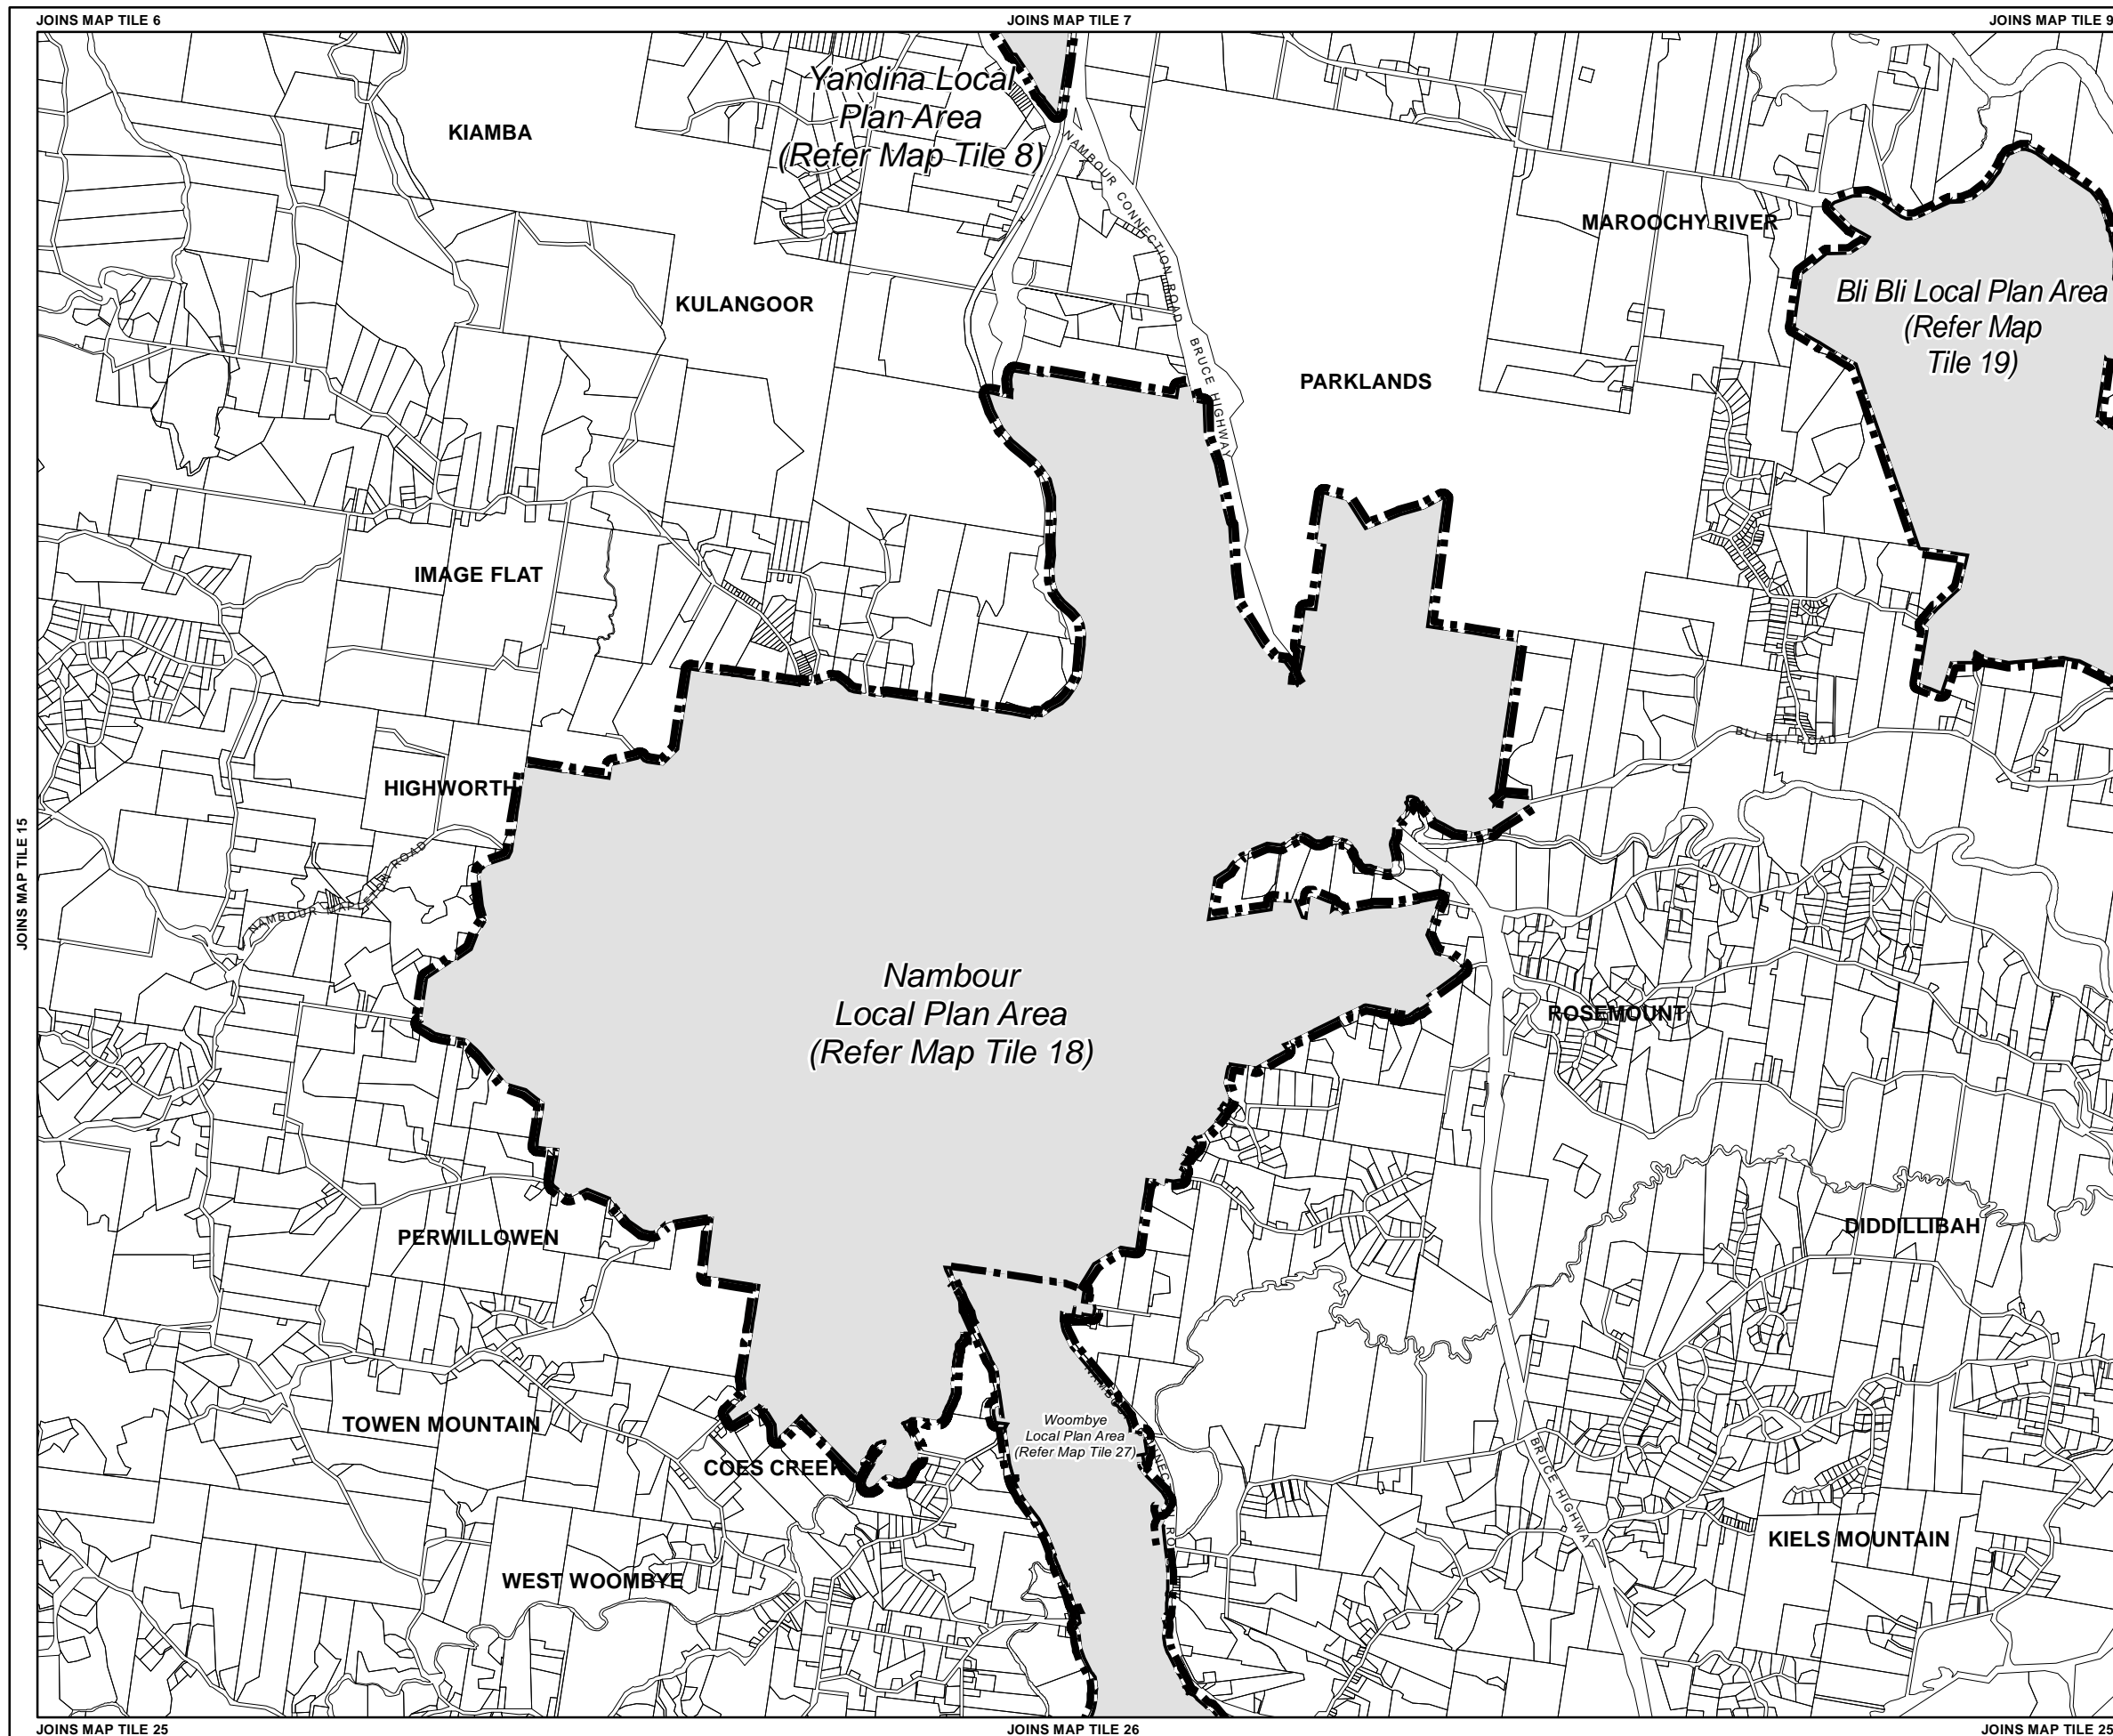 JOINS MAP TILE 6
JOINS MAP TILE 7
JOINS MAP TILE 9
Yandina Local
Plan Area
(Refer Map Tile 8)
KIAMBA
NAMBOUR CONNECTION ROAD
MAROOCHY RIVER
KULANGOOR
Bli Bli Local Plan Area
(Refer Map
Tile 19)
BRUCE HIGHWAY
PARKLANDS
IMAGE FLAT
BLI BLI ROAD
HIGHWORTH
JOINS MAP TILE 15
NAMBOUR MAPLETON ROAD
Nambour
Local Plan Area
(Refer Map Tile 18)
ROSEMOUNT
PERWILLOWEN
DIDDILLIBAH
TOWEN MOUNTAIN
Woombye
Local Plan Area
(Refer Map Tile 27)
COES CREEK
BRUCE HIGHWAY
KIELS MOUNTAIN
WEST WOOMBYE
JOINS MAP TILE 25
JOINS MAP TILE 26
JOINS MAP TILE 25